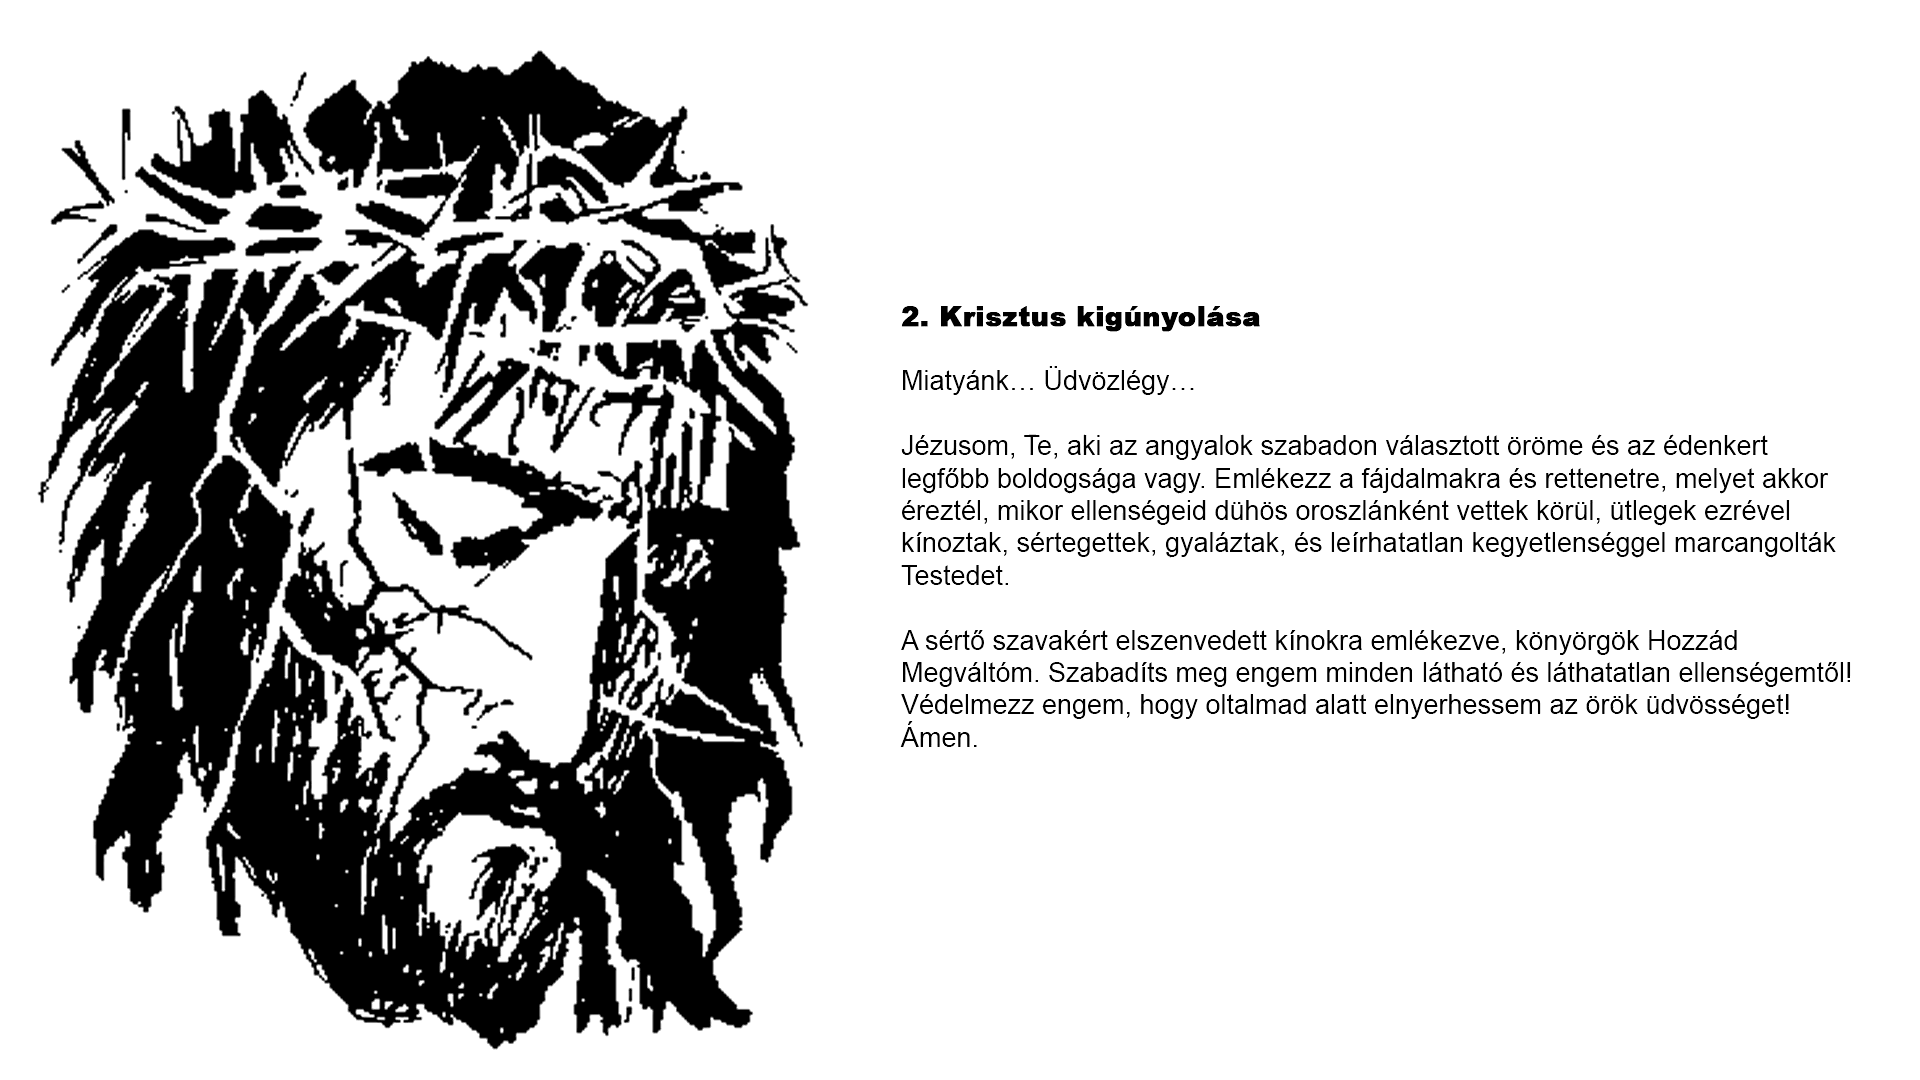 2. Krisztus kigúnyolása
Miatyánk… Üdvözlégy…
Jézusom, Te, aki az angyalok szabadon választott öröme és az édenkert
legfőbb boldogsága vagy. Emlékezz a fájdalmakra és rettenetre, melyet akkor
éreztél, mikor ellenségeid dühös oroszlánként vettek körül, ütlegek ezrével
kínoztak, sértegettek, gyaláztak, és leírhatatlan kegyetlenséggel marcangolták
Testedet.
A sértő szavakért elszenvedett kínokra emlékezve, könyörgök Hozzád
Megváltóm. Szabadíts meg engem minden látható és láthatatlan ellenségemtől!
Védelmezz engem, hogy oltalmad alatt elnyerhessem az örök üdvösséget!
Ámen.